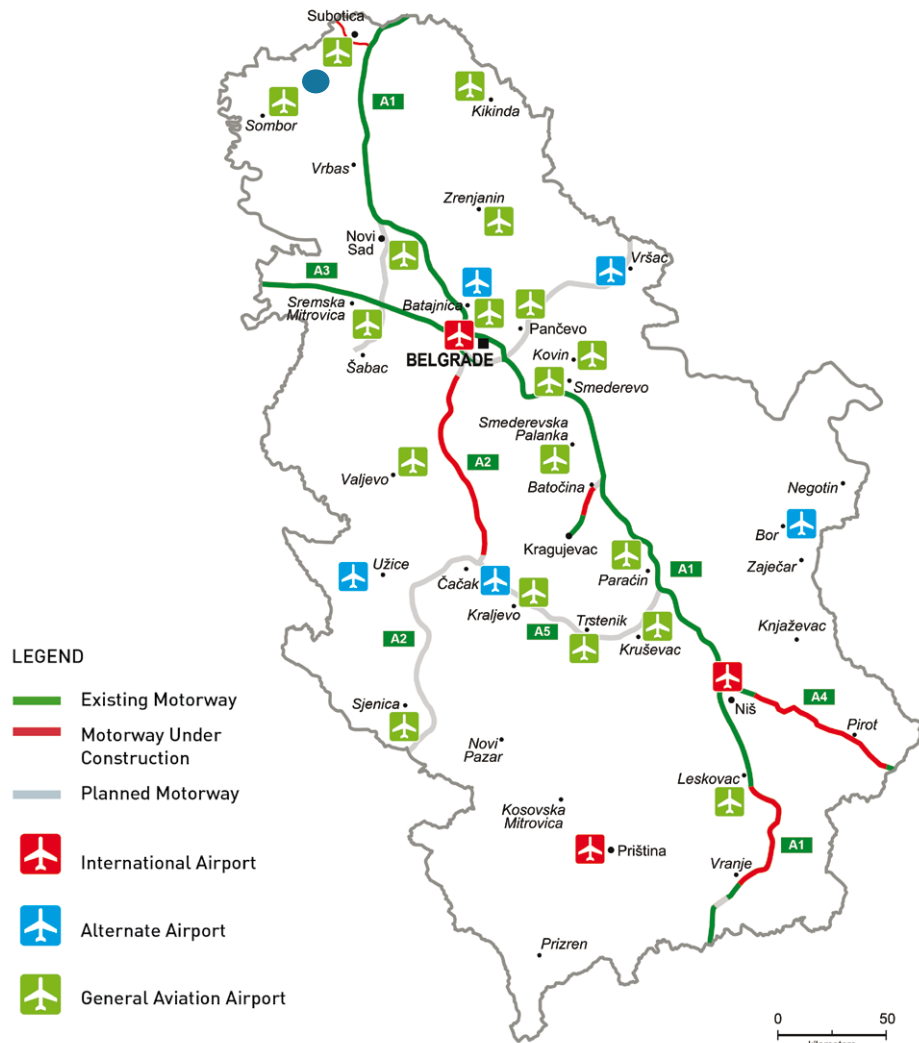 Subotica
A1
Kikinda
Sombor
Vrbas
Zrenjanin
Novi
Sad
A3
Vršac
Sremska
Mitrovica
Batajnica
Pančevo
BELGRADE
Kovin
Šabac
Smederevo
Smederevska
Palanka
A2
Valjevo
Batočina
Negotin
Bor
Kragujevac
Užice
Čačak
Paraćin
A1
Zaječar
Kraljevo
A5
Trstenik
Kruševac
Knjaževac
A2
LEGEND
Existing Motorway
Motorway Under
Construction
Planned Motorway
International Airport
Alternate Airport
General Aviation Airport
Niš
A4
Pirot
Sjenica
Novi
Pazar
Leskovac
Kosovska
Mitrovica
Priština
A1
Vranje
Prizren
0 50